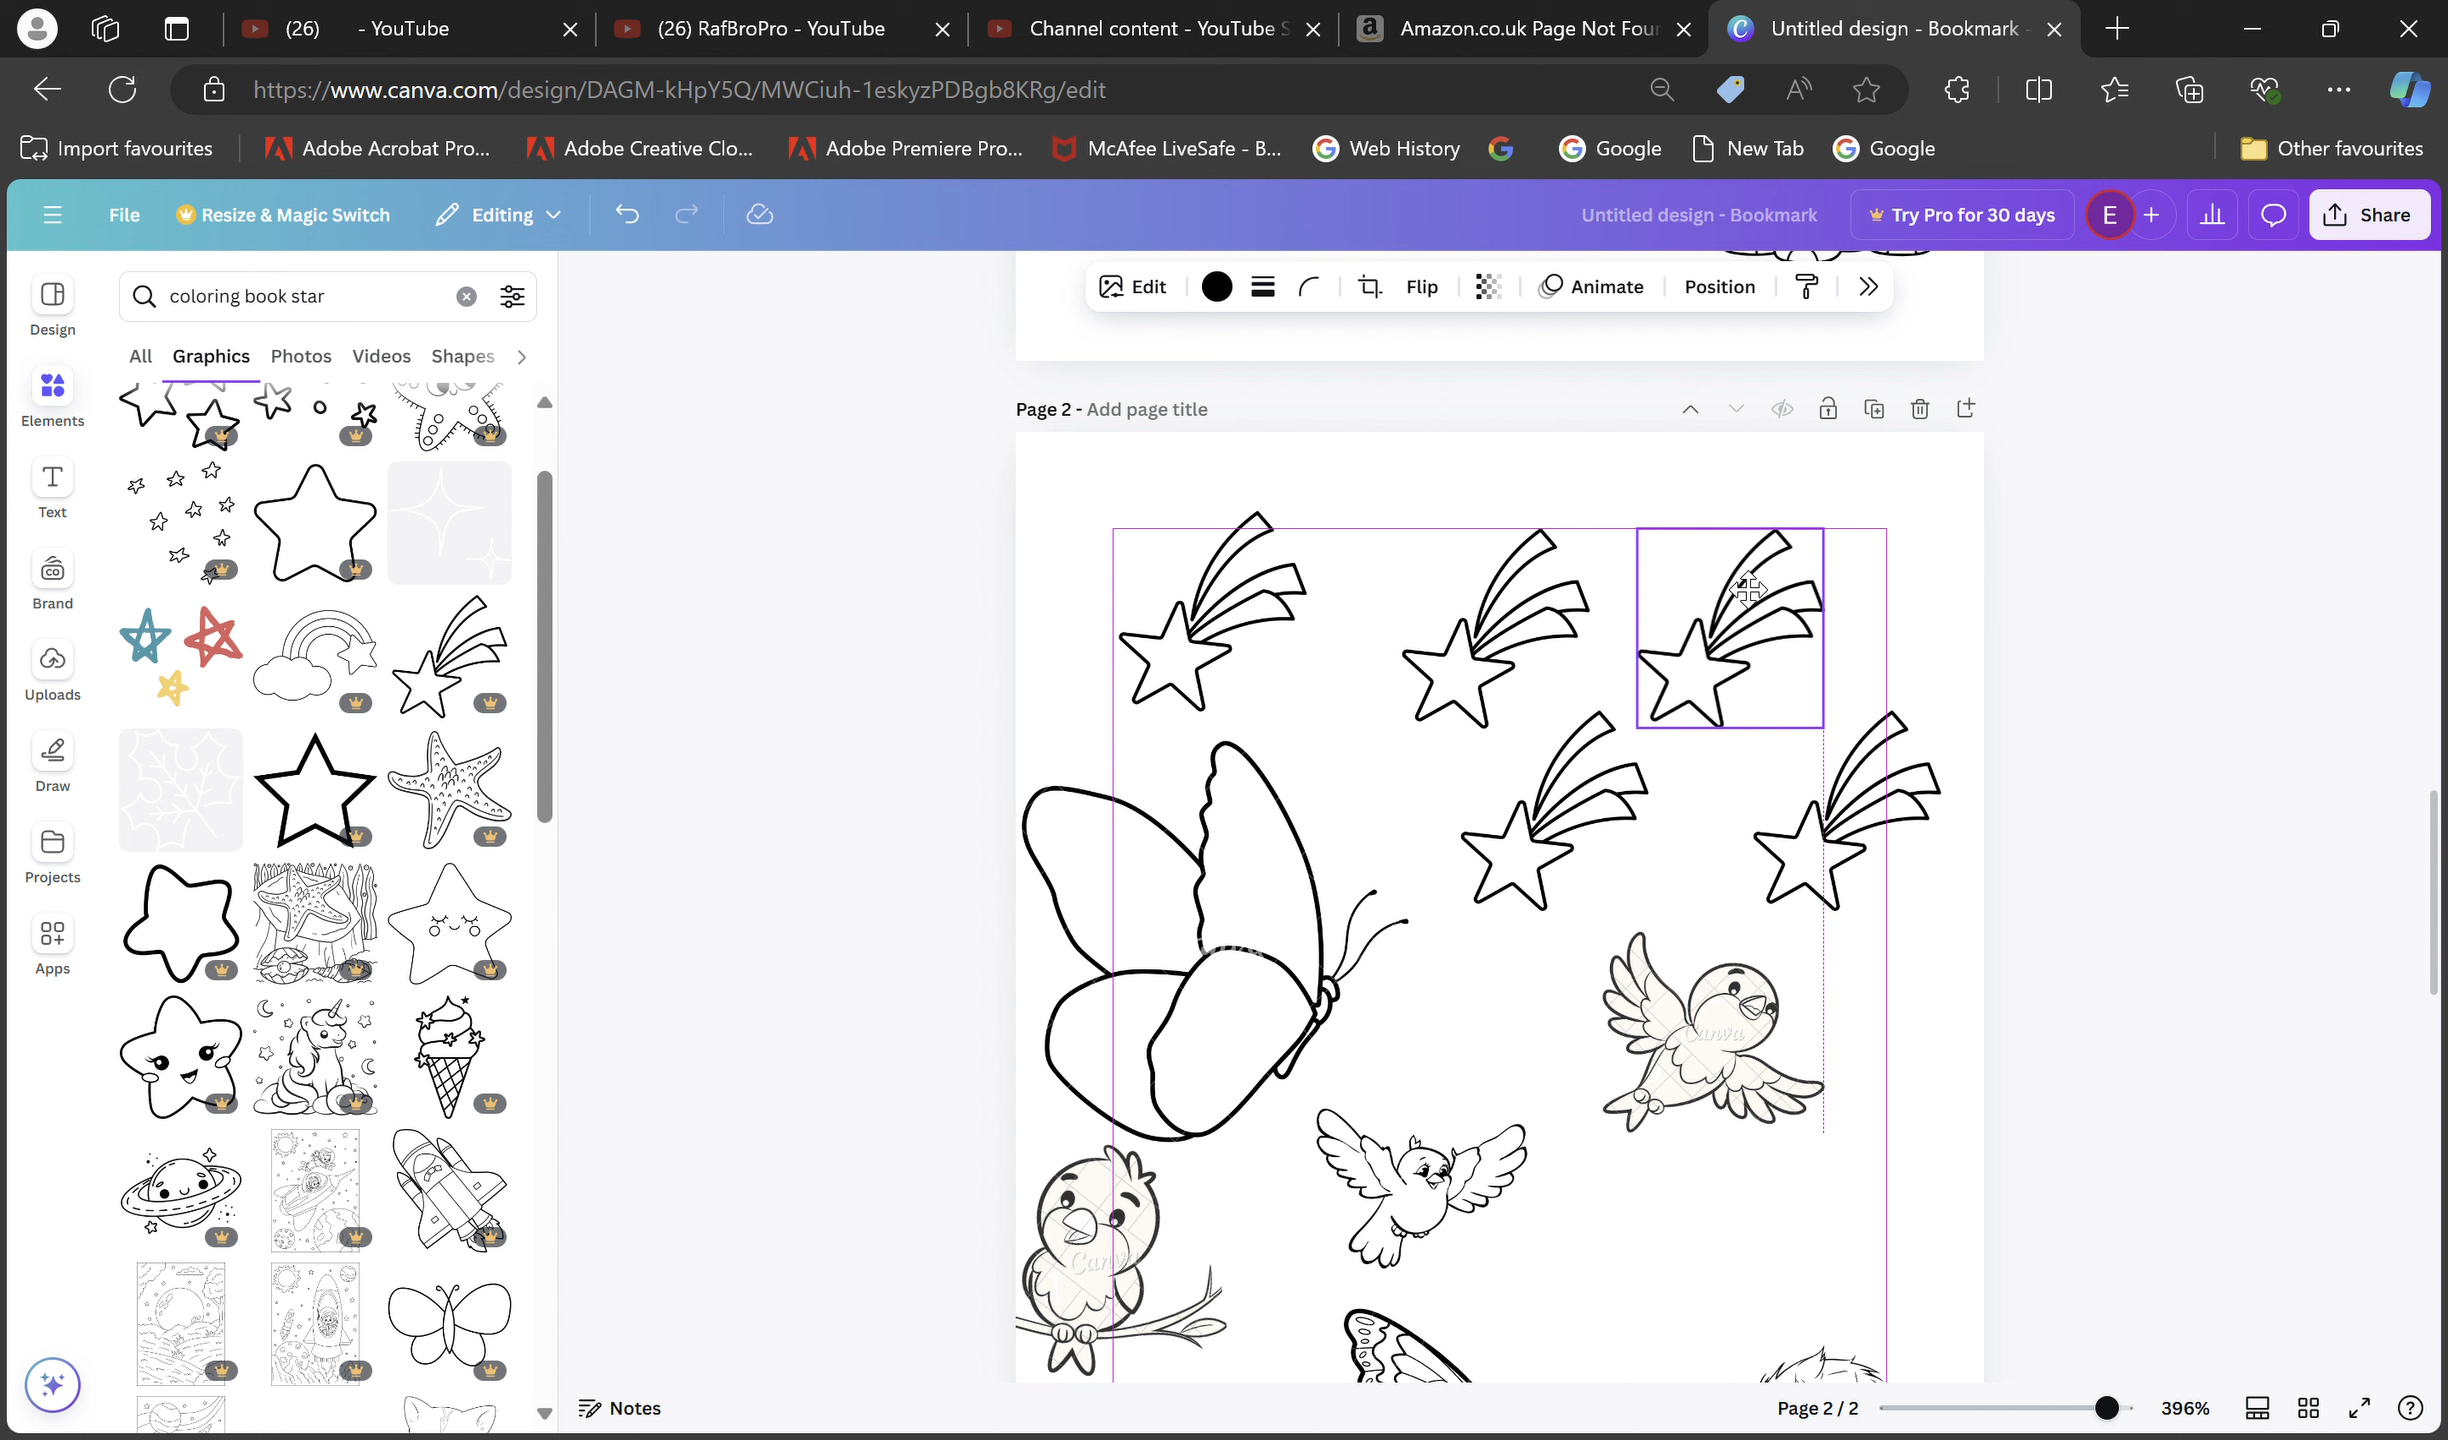 (26) - YouTube
(26) RafBroPro - YouTube
Channel content - YouTube S
Amazon.co.uk Page Not Foun
Untitled design - Bookmark -
https://www.canva.com/design/DAGM-kHpY5Q/MWCiuh-1eskyzPDBgb8KRg/edit
Import favourites
Adobe Acrobat Pro...
Adobe Creative Clo...
Adobe Premiere Pro...
McAfee LiveSafe - B...
Web History
Google
New Tab
Google
Other favourites
File
Resize & Magic Switch
Editing
Untitled design - Bookmark
Try Pro for 30 days
E
Share
Design
Elements
Text
Brand
Uploads
Draw
Projects
Apps
coloring book star
All Graphics Photos Videos Shapes
Edit
Flip
Animate
Position
Page 2 - Add page title
Canva
Canva
Notes
Page 2 / 2
396%